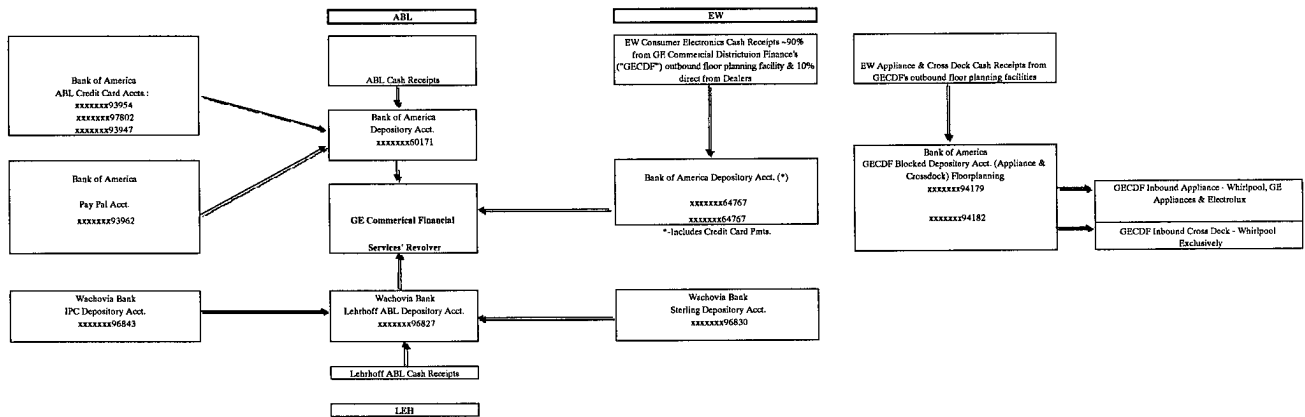 ABL
EW
Bank of America
ABL Credit Card Accts.:
xxxxxxx93954
xxxxxxx97802
xxxxxxx93947
ABL Cash Receipts
EW Consumer Electronics Cash Receipts ~90%
from GE Commercial Districtuion Finance's
("GECDF") outbound floor planning facility & 10%
direct from Dealers
EW Appliance & Cross Dock Cash Receipts from
GECDF's outbound floor planning facilities
Bank of America
Depository Acct.
xxxxxxx60171
Bank of America
Pay Pal Acct.
xxxxxxx93962
GE Commerical Financial
Services' Revolver
Bank of America Depository Acct. (*)
xxxxxxx64767
xxxxxxx64767
*-Includes Credit Card Pmts.
Bank of America
GECDF Blocked Depository Acct. (Appliance &
Crossdock) Floorplanning
xxxxxxx94179
xxxxxxx94182
GECDF Inbound Appliance - Whirlpool, GE
Appliances & Electrolux
GECDF Inbound Cross Dock - Whirlpool
Exclusively
Wachovia Bank
IPC Depository Acct.
xxxxxxx96843
Wachovia Bank
Lehrhoff ABL Depository Acct.
xxxxxxx96827
Wachovia Bank
Sterling Depository Acct.
xxxxxxx96830
Lehrhoff ABL Cash Receipts
LEH